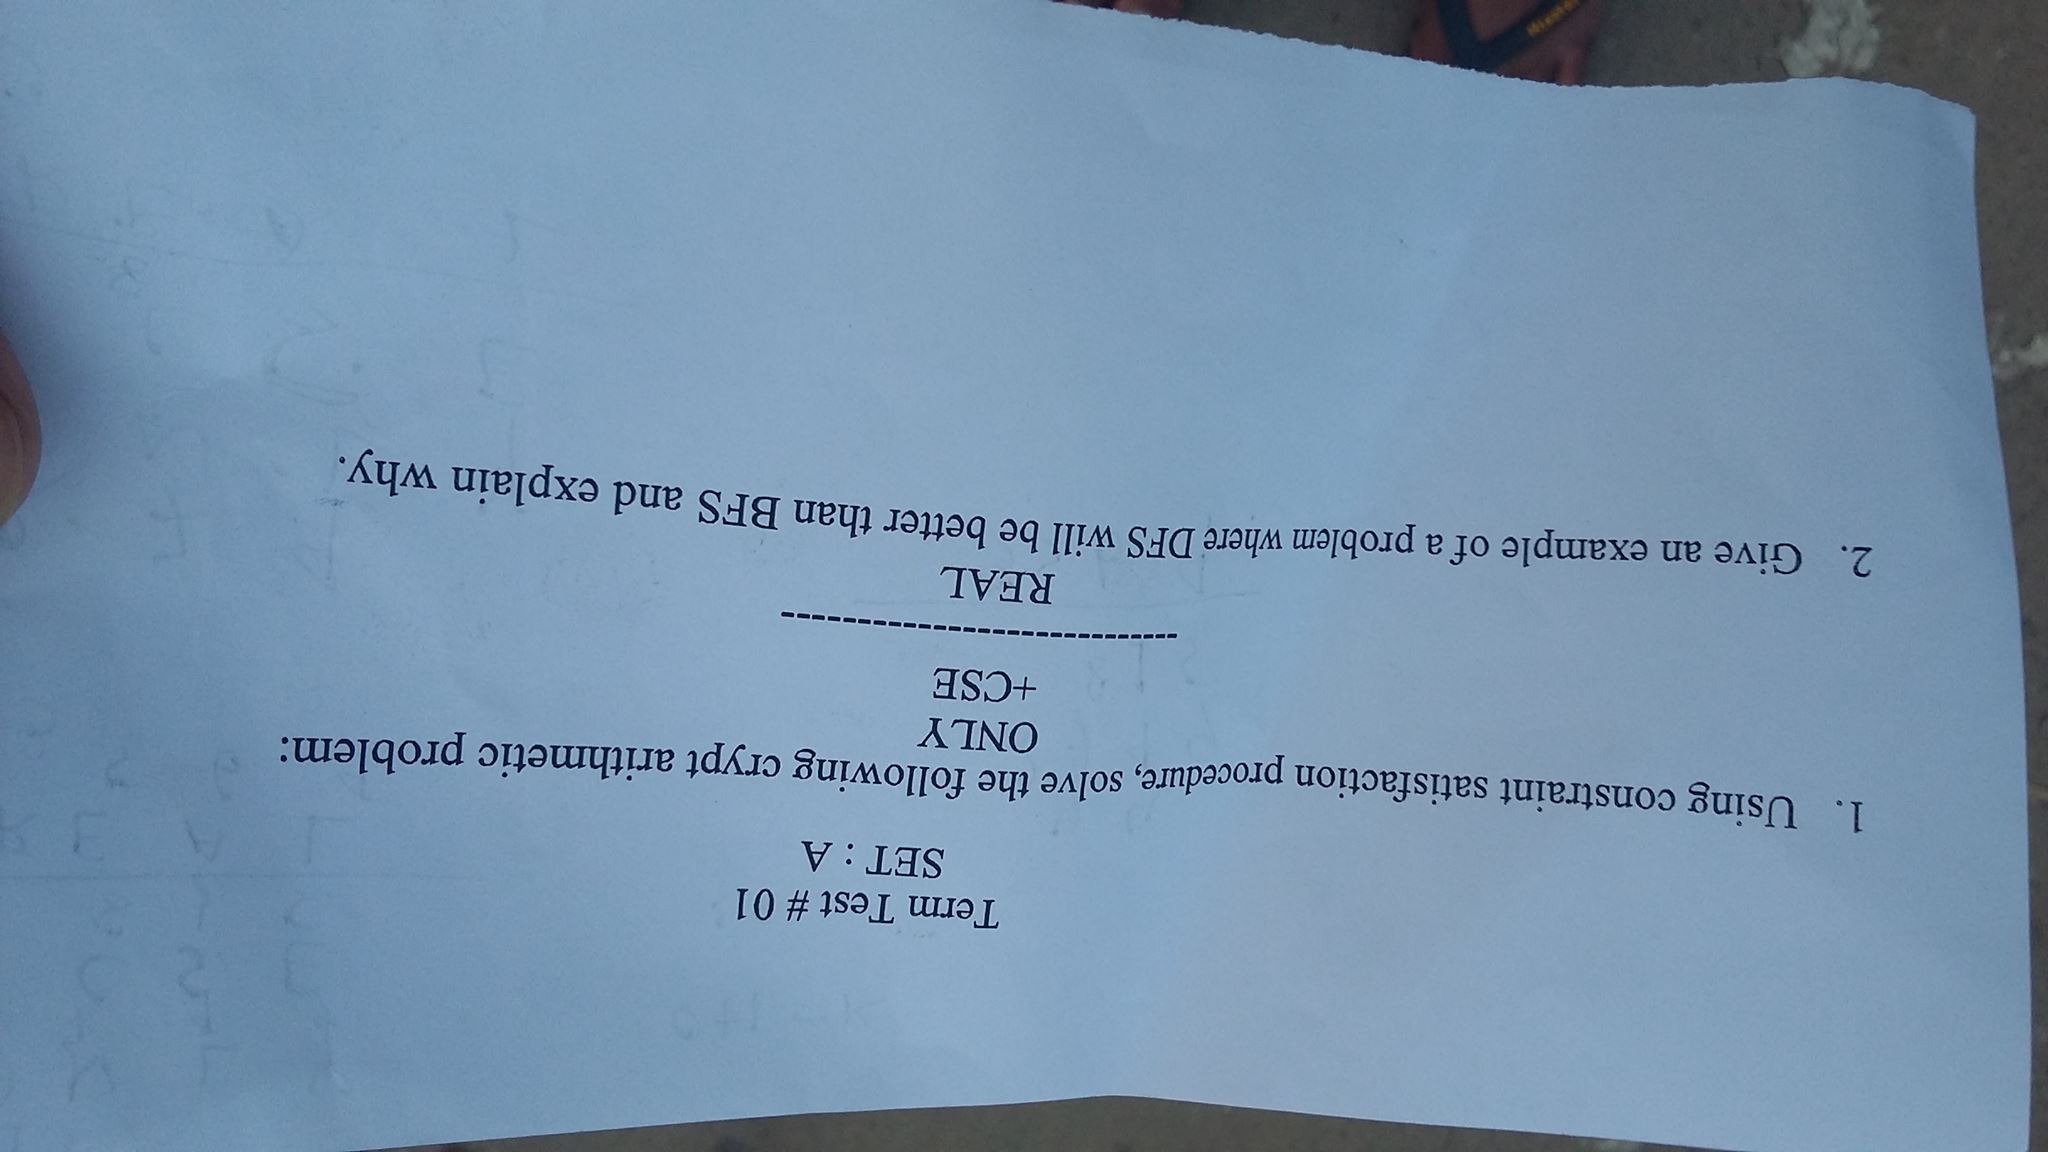 Term Test # 01
SET : A
1. Using constraint satisfaction procedure, solve the following crypt arithmetic problem:
ONLY
+CSE
------------------------------
REAL
2. Give an example of a problem where DFS will be better than BFS and explain why.